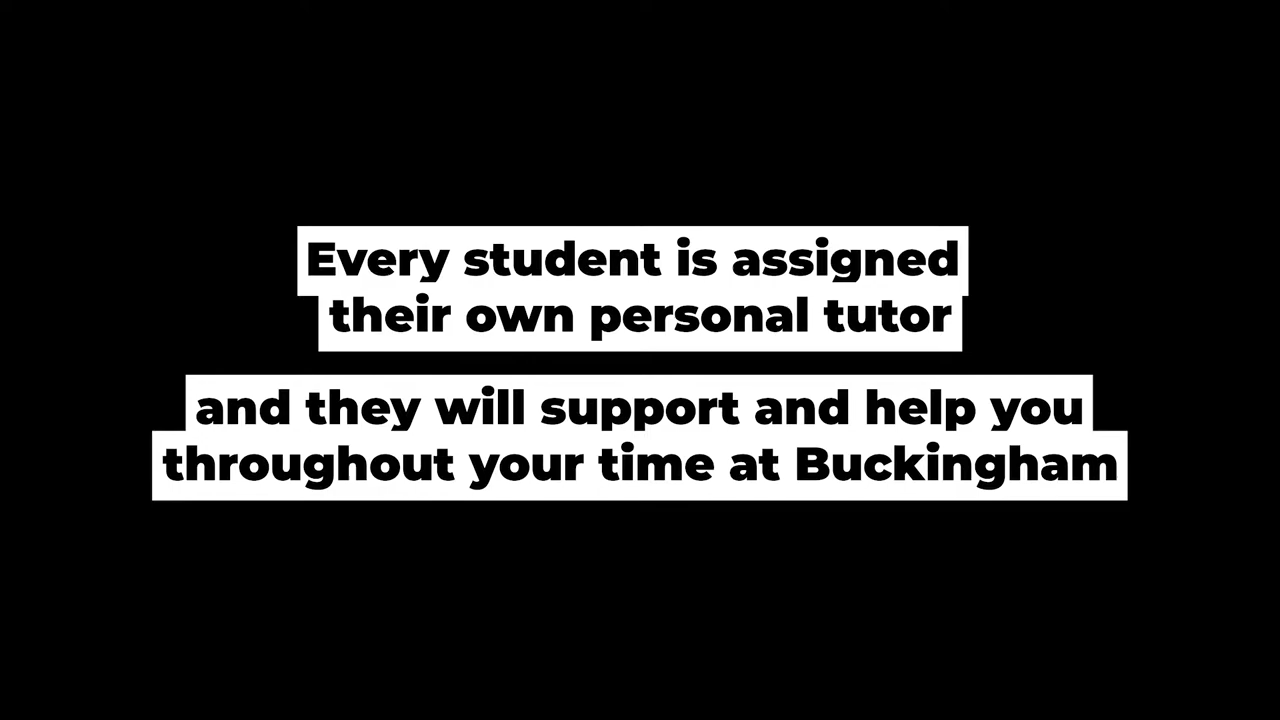 Every student is assigned
their own personal tutor
and they will support and help you
throughout your time at Buckingham